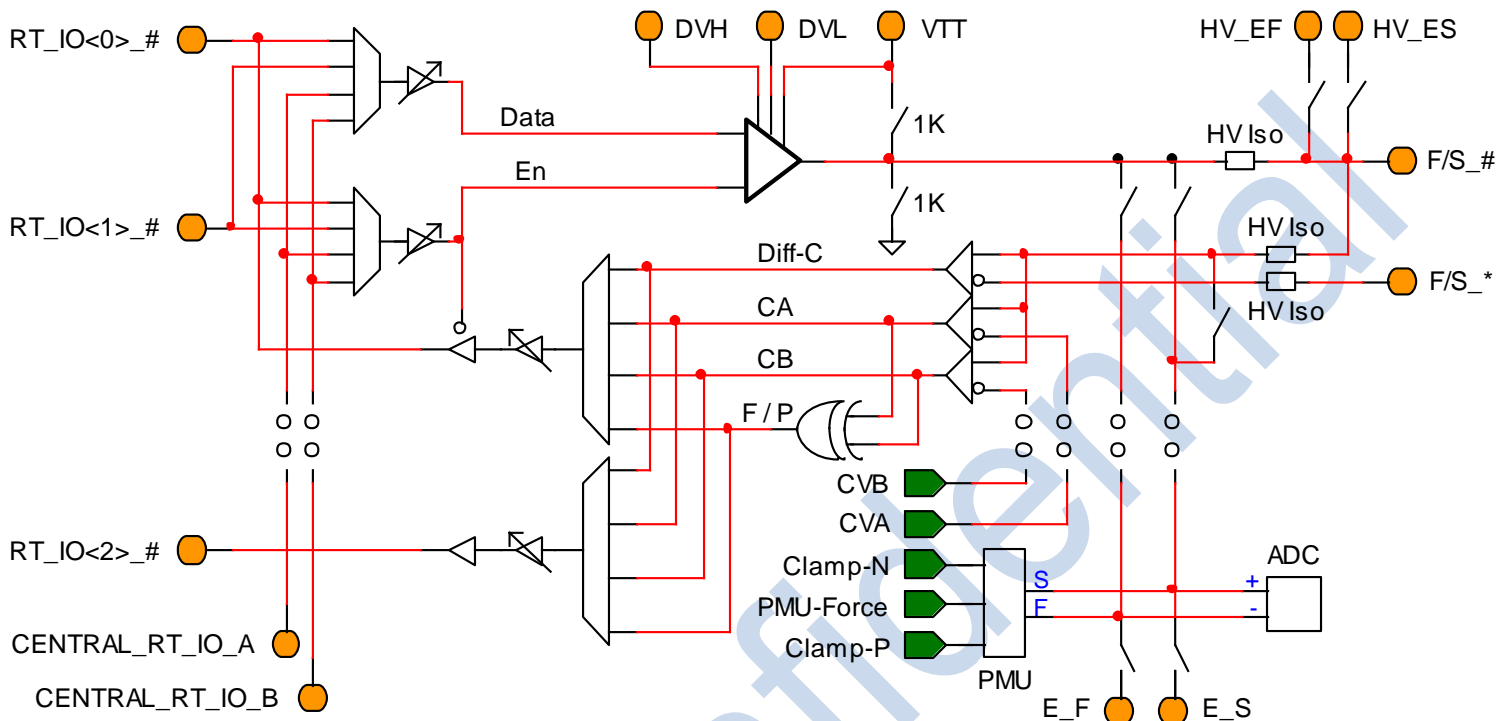 RT_IO<0>_#
DVH
DVL
VTT
HV_EF
HV_ES
Data
1K
HV Iso
F/S_#
En
RT_IO<1>_#
1K
Diff-C
HV Iso
F/S_*
HV Iso
CA
CB
F / P
CVB
CVA
RT_IO<2>_#
Clamp-N
ADC
S
+
PMU-Force
F
-
Clamp-P
CENTRAL_RT_IO_A
PMU
CENTRAL_RT_IO_B
E_F
E_S
nfidential